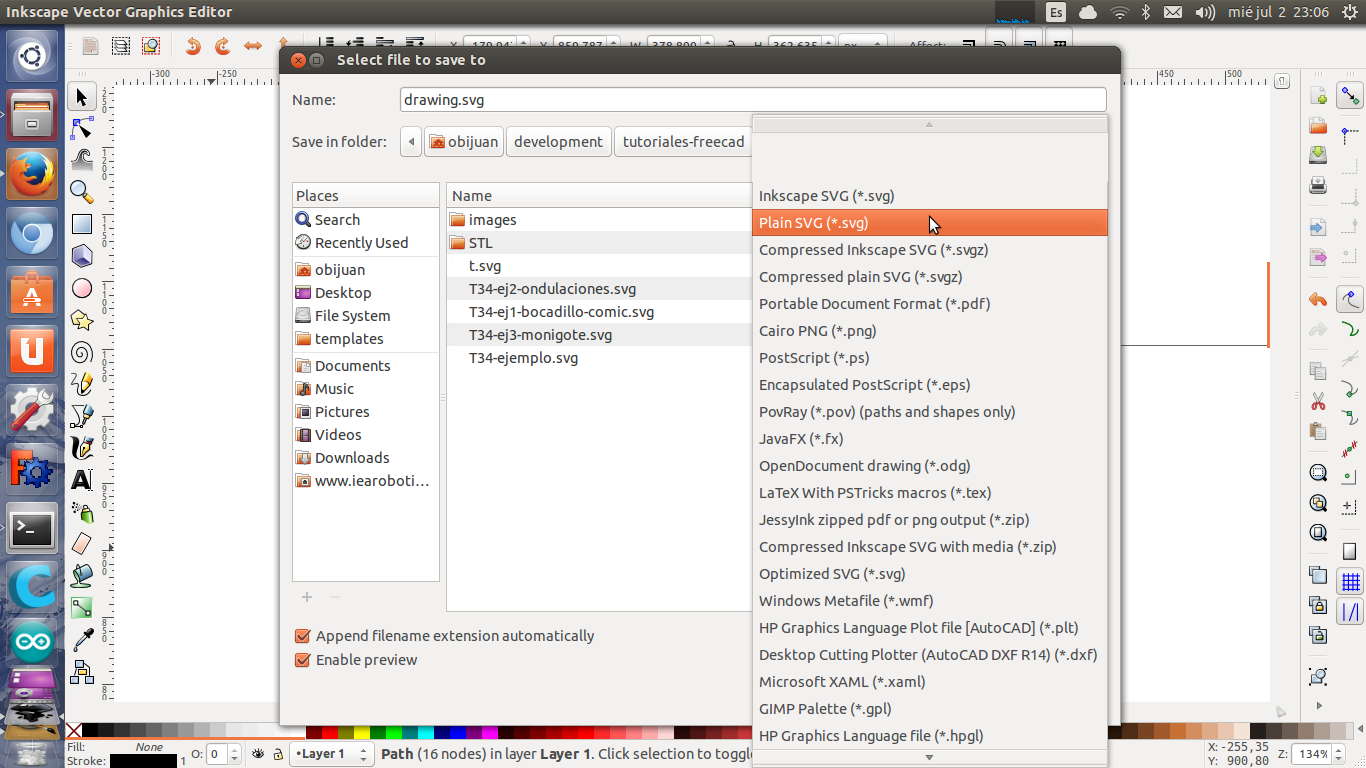 Inkscape Vector Graphics Editor
Es
mié jul 2 23:06
Select file to save to
-300
-250
450
500
Name:
drawing.svg
Save in folder:
obijuan
development
tutoriales-freecad
Places
Search
Recently Used
obijuan
Desktop
File System
templates
Documents
Music
Pictures
Videos
Downloads
www.iearoboti...
Name
images
STL
t.svg
T34-ej2-ondulaciones.svg
T34-ej1-bocadillo-comic.svg
T34-ej3-monigote.svg
T34-ejemplo.svg
Inkscape SVG (*.svg)
Plain SVG (*.svg)
Compressed Inkscape SVG (*.svgz)
Compressed plain SVG (*.svgz)
Portable Document Format (*.pdf)
Cairo PNG (*.png)
PostScript (*.ps)
Encapsulated PostScript (*.eps)
PovRay (*.pov) (paths and shapes only)
JavaFX (*.fx)
OpenDocument drawing (*.odg)
LaTeX With PSTricks macros (*.tex)
JessyInk zipped pdf or png output (*.zip)
Compressed Inkscape SVG with media (*.zip)
Optimized SVG (*.svg)
Windows Metafile (*.wmf)
HP Graphics Language Plot file [AutoCAD] (*.plt)
Desktop Cutting Plotter (AutoCAD DXF R14) (*.dxf)
Microsoft XAML (*.xaml)
GIMP Palette (*.gpl)
HP Graphics Language file (*.hpgl)
Append filename extension automatically
Enable preview
Fill: None
Stroke: 1
O: 0
•Layer 1
Path (16 nodes) in layer Layer 1. Click selection to toggle
X: -255,35
Y: 900,80
Z: 134%